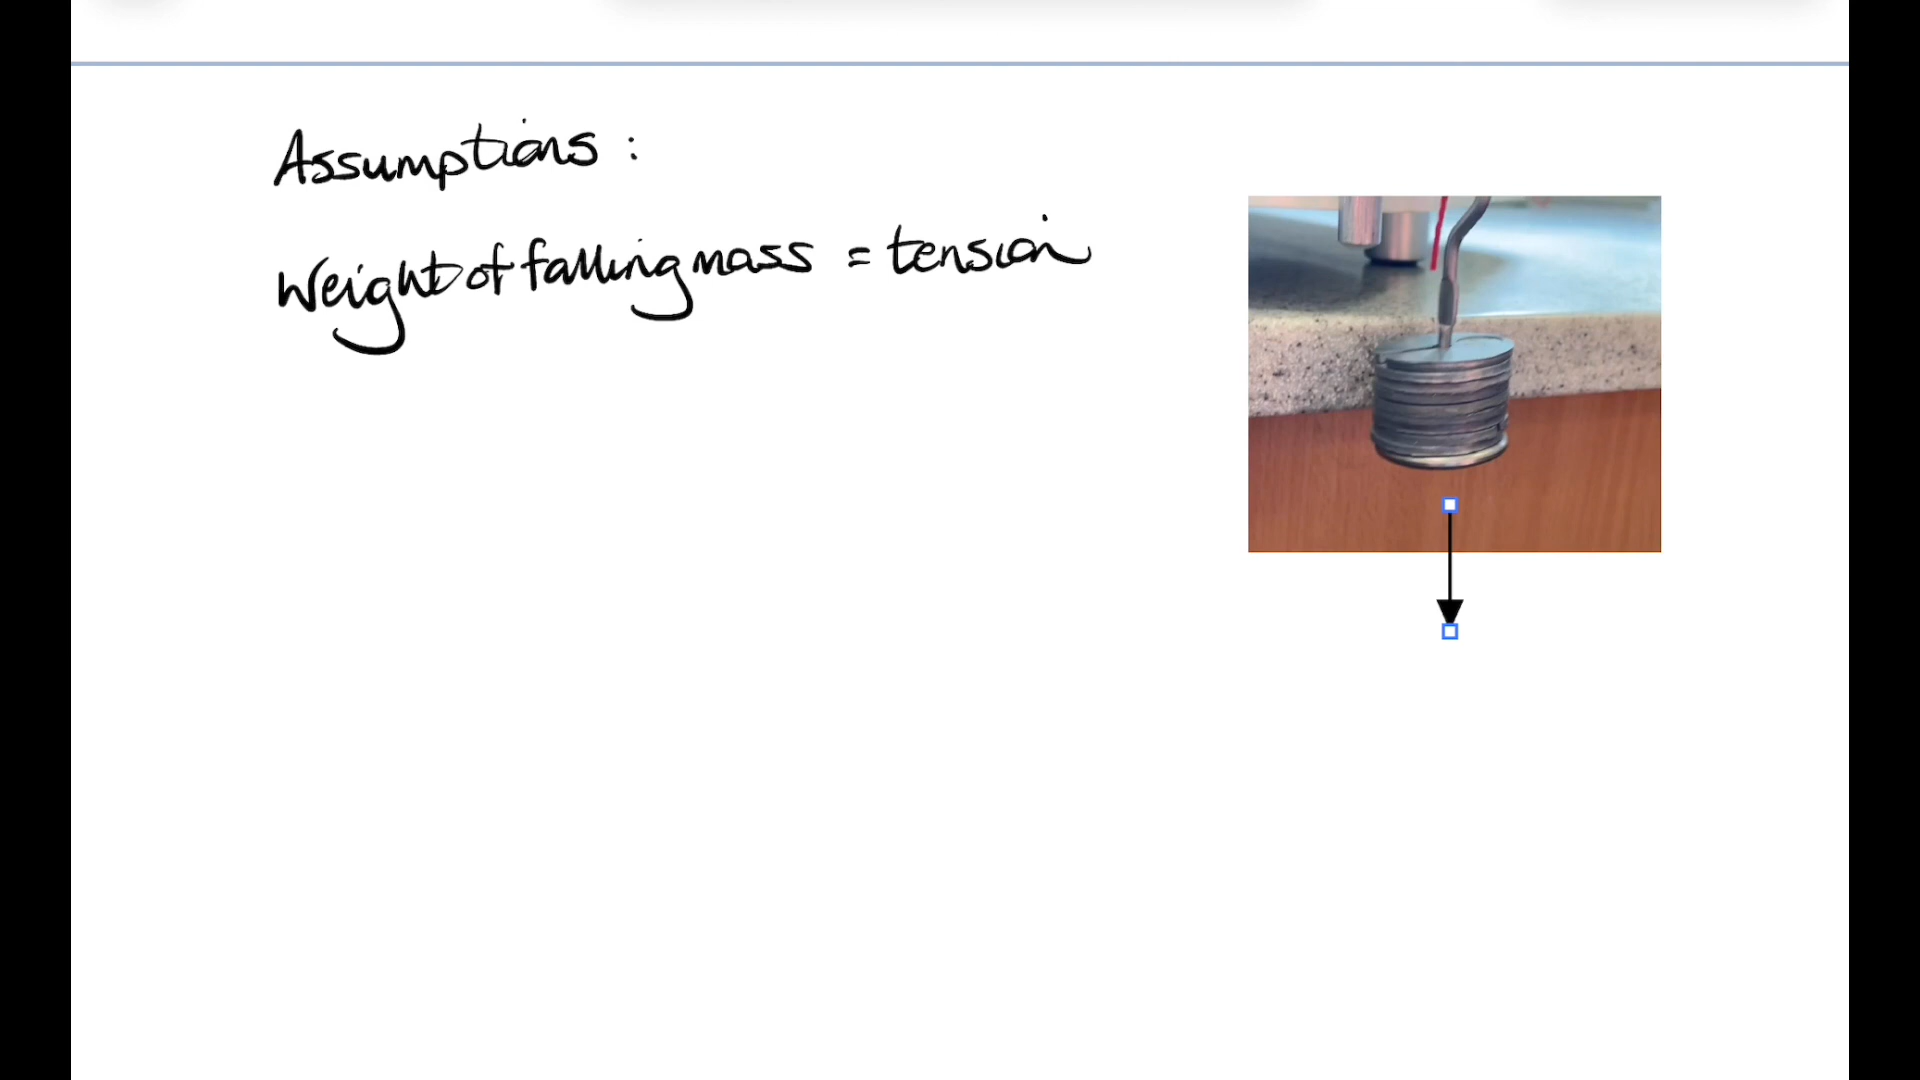 Assumptions :
Weight of falling mass = tension